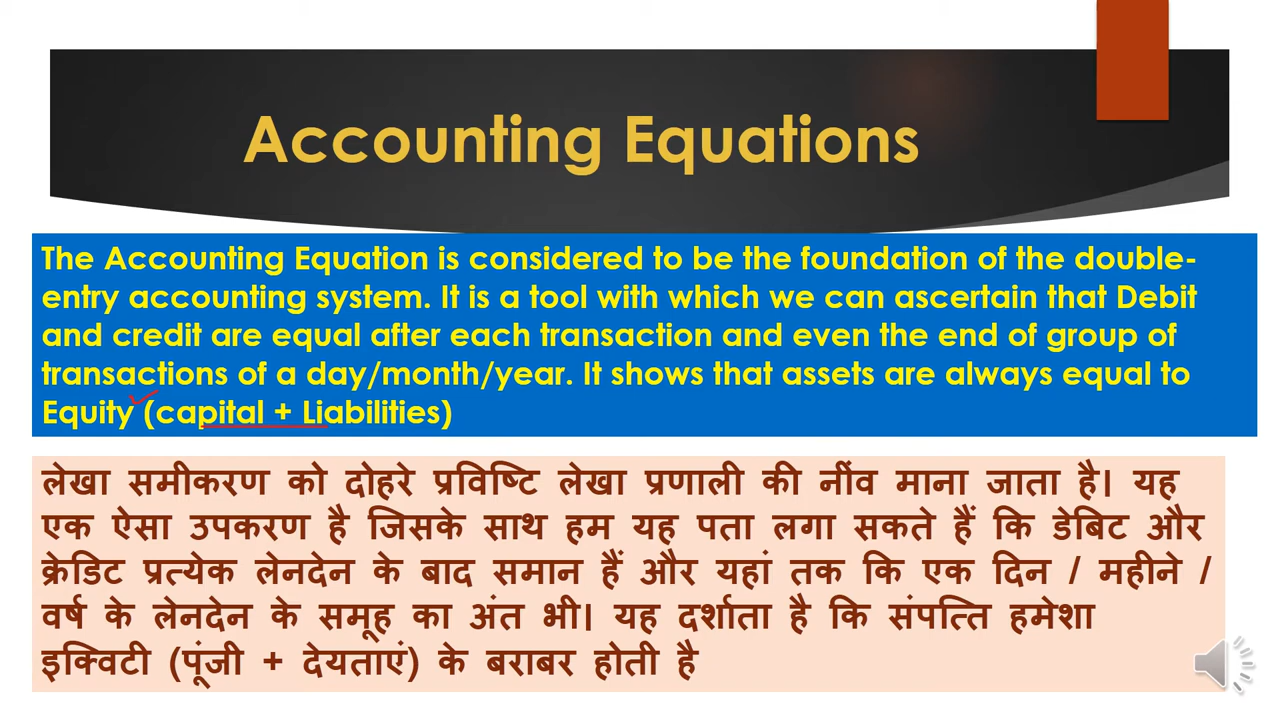 Accounting Equations
The Accounting Equation is considered to be the foundation of the double-
entry accounting system. It is a tool with which we can ascertain that Debit
and credit are equal after each transaction and even the end of group of
transactions of a day/month/year. It shows that assets are always equal to
Equity (capital + Liabilities)
लेखा समीकरण को दोहरे प्रविष्टि लेखा प्रणाली की नींव माना जाता है। यह
एक ऐसा उपकरण है जिसके साथ हम यह पता लगा सकते हैं कि डेबिट और
क्रेडिट प्रत्येक लेनदेन के बाद समान हैं और यहां तक कि एक दिन / महीने /
वर्ष के लेनदेन के समूह का अंत भी। यह दर्शाता है कि संपत्ति हमेशा
इक्विटी (पूंजी + देयताएं) के बराबर होती है